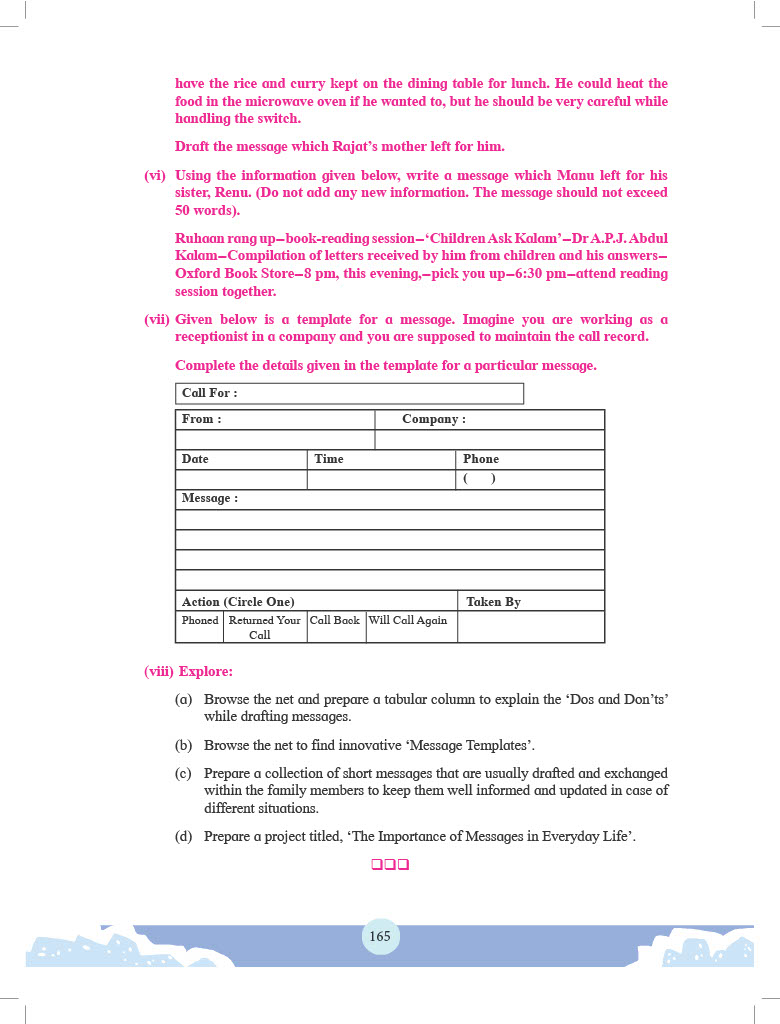 have the rice and curry kept on the dining table for lunch. He could heat the
food in the microwave oven if he wanted to, but he should be very careful while
handling the switch.
Draft the message which Rajat's mother left for him.
(vi) Using the information given below, write a message which Manu left for his
sister, Renu. (Do not add any new information. The message should not exceed
50 words).
Ruhaan rang up–book-reading session–‘Children Ask Kalam’–Dr A.P.J. Abdul
Kalam–Compilation of letters received by him from children and his answers–
Oxford Book Store–8 pm, this evening,–pick you up–6:30 pm–attend reading
session together.
(vii) Given below is a template for a message. Imagine you are working as a
receptionist in a company and you are supposed to maintain the call record.
Complete the details given in the template for a particular message.
Call For :
From : Company :
Date Time Phone
( )
Message :
Action (Circle One) Taken By
Phoned Returned Your Call Back Will Call Again
Call
(viii) Explore:
(a) Browse the net and prepare a tabular column to explain the ‘Dos and Don’ts’
while drafting messages.
(b) Browse the net to find innovative ‘Message Templates’.
(c) Prepare a collection of short messages that are usually drafted and exchanged
within the family members to keep them well informed and updated in case of
different situations.
(d) Prepare a project titled, ‘The Importance of Messages in Everyday Life’.
❑❑❑
165